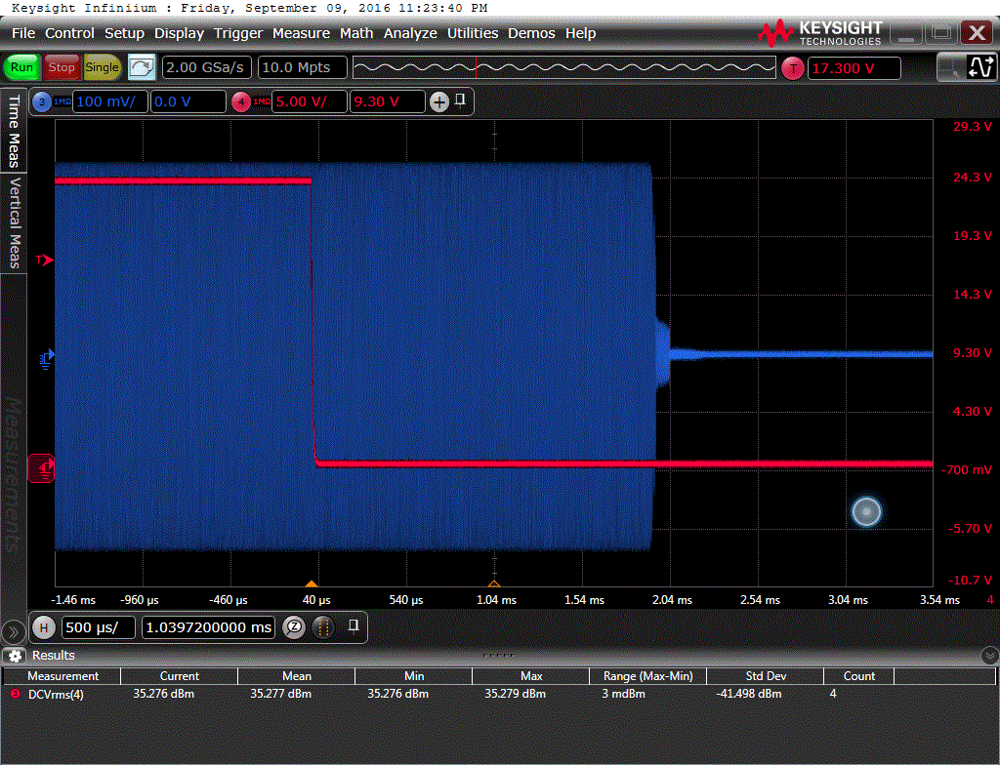 Keysight Infiniium : Friday, September 09, 2016 11:23:40 PM
File Control Setup Display Trigger Measure Math Analyze Utilities Demos Help
KEYSIGHT
TECHNOLOGIES
Run Stop Single 2.00 GSa/s 10.0 Mpts T 17.300 V
3 1MΩ 100 mV/ 0.0 V 4 1MΩ 5.00 V/ 9.30 V
Time Meas
Vertical Meas
Measurements
29.3 V
24.3 V
19.3 V
T
14.3 V
3
9.30 V
4.30 V
4
-700 mV
-5.70 V
-10.7 V
-1.46 ms -960 µs -460 µs 40 µs 540 µs 1.04 ms 1.54 ms 2.04 ms 2.54 ms 3.04 ms 3.54 ms 4
H 500 µs/ 1.0397200000 ms
Results
Measurement Current Mean Min Max Range (Max-Min) Std Dev Count
3 DCVrms(4) 35.276 dBm 35.277 dBm 35.276 dBm 35.279 dBm 3 mdBm -41.498 dBm 4